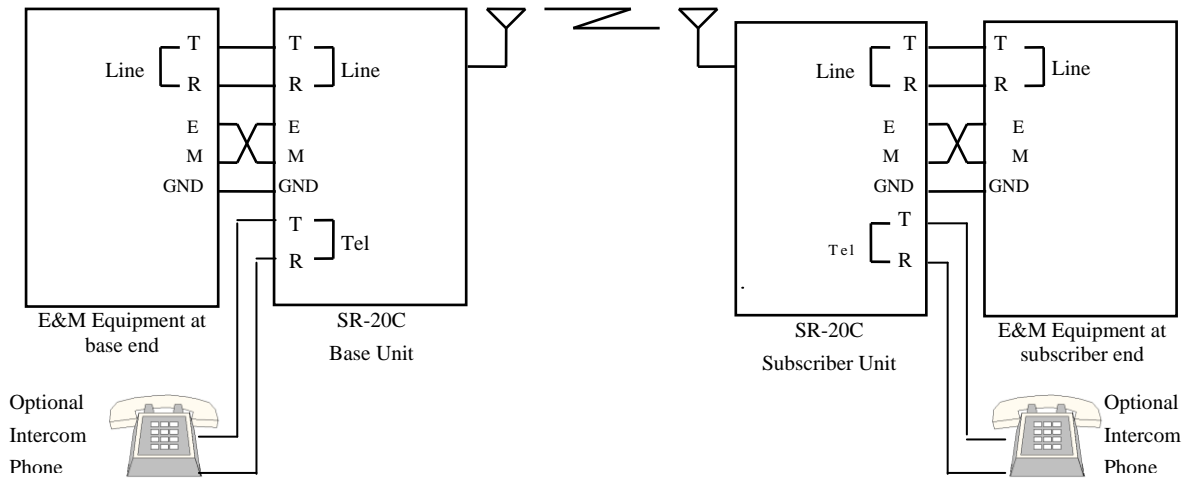 T
R
Line
E
M
GND
T
R
Line
E
M
GND
T
R
Tel
E&M Equipment at
base end
SR-20C
Base Unit
Optional
Intercom
Phone
T
R
Line
E
M
GND
T
R
Tel
T
R
Line
E
M
GND
SR-20C
Subscriber Unit
E&M Equipment at
subscriber end
Optional
Intercom
Phone